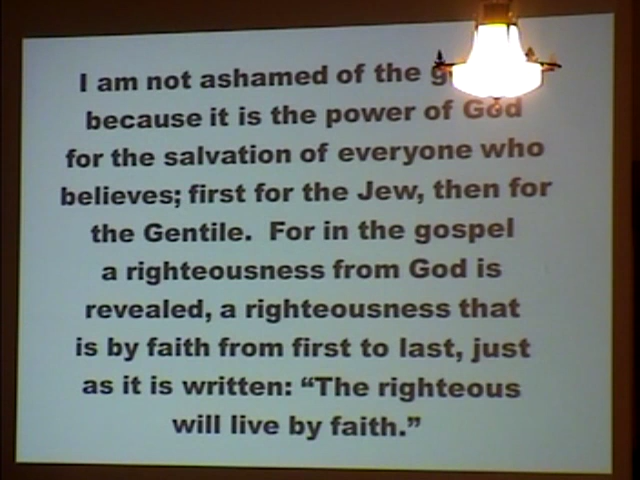 I am not ashamed of the
because it is the power of God
for the salvation of everyone who
believes; first for the Jew, then for
the Gentile.  For in the gospel
a righteousness from God is
revealed, a righteousness that
is by faith from first to last, just
as it is written: “The righteous
will live by faith.”